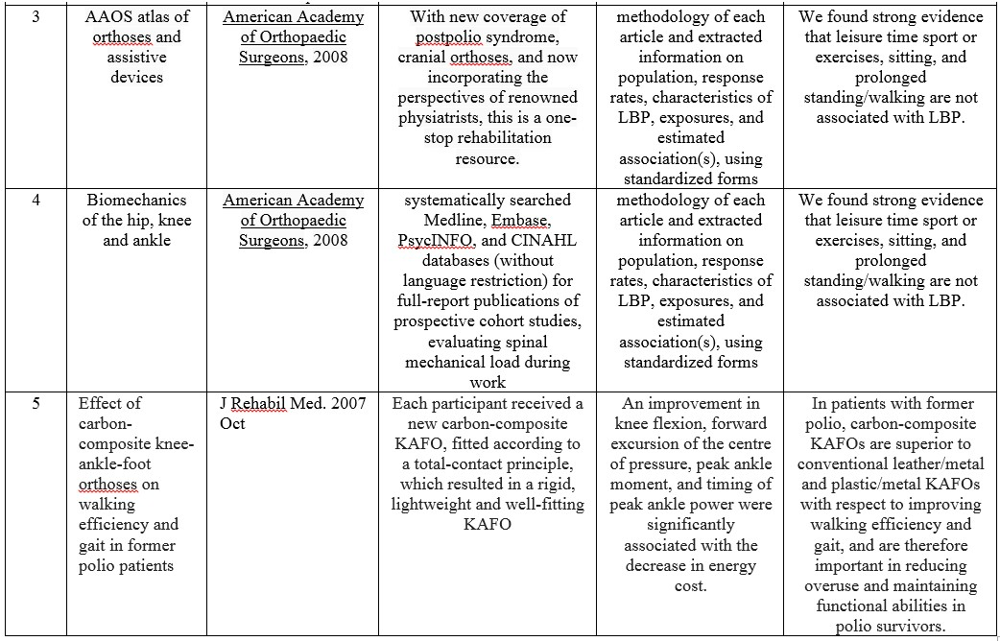 3
AAOS atlas of
orthoses and
assistive
devices
American Academy
of Orthopaedic
Surgeons, 2008
With new coverage of
postpolio syndrome,
cranial orthoses, and now
incorporating the
perspectives of renowned
physiatrists, this is a one-
stop rehabilitation
resource.
methodology of each
article and extracted
information on
population, response
rates, characteristics of
LBP, exposures, and
estimated
association(s), using
standardized forms
We found strong evidence
that leisure time sport or
exercises, sitting, and
prolonged
standing/walking are not
associated with LBP.
4
Biomechanics
of the hip, knee
and ankle
American Academy
of Orthopaedic
Surgeons, 2008
systematically searched
Medline, Embase,
PsycINFO, and CINAHL
databases (without
language restriction) for
full-report publications of
prospective cohort studies,
evaluating spinal
mechanical load during
work
methodology of each
article and extracted
information on
population, response
rates, characteristics of
LBP, exposures, and
estimated
association(s), using
standardized forms
We found strong evidence
that leisure time sport or
exercises, sitting, and
prolonged
standing/walking are not
associated with LBP.
5
Effect of
carbon-
composite knee-
ankle-foot
orthoses on
walking
efficiency and
gait in former
polio patients
J Rehabil Med. 2007
Oct
Each participant received a
new carbon-composite
KAFO, fitted according to
a total-contact principle,
which resulted in a rigid,
lightweight and well-fitting
KAFO
An improvement in
knee flexion, forward
excursion of the centre
of pressure, peak ankle
moment, and timing of
peak ankle power were
significantly
associated with the
decrease in energy
cost.
In patients with former
polio, carbon-composite
KAFOs are superior to
conventional leather/metal
and plastic/metal KAFOs
with respect to improving
walking efficiency and
gait, and are therefore
important in reducing
overuse and maintaining
functional abilities in
polio survivors.